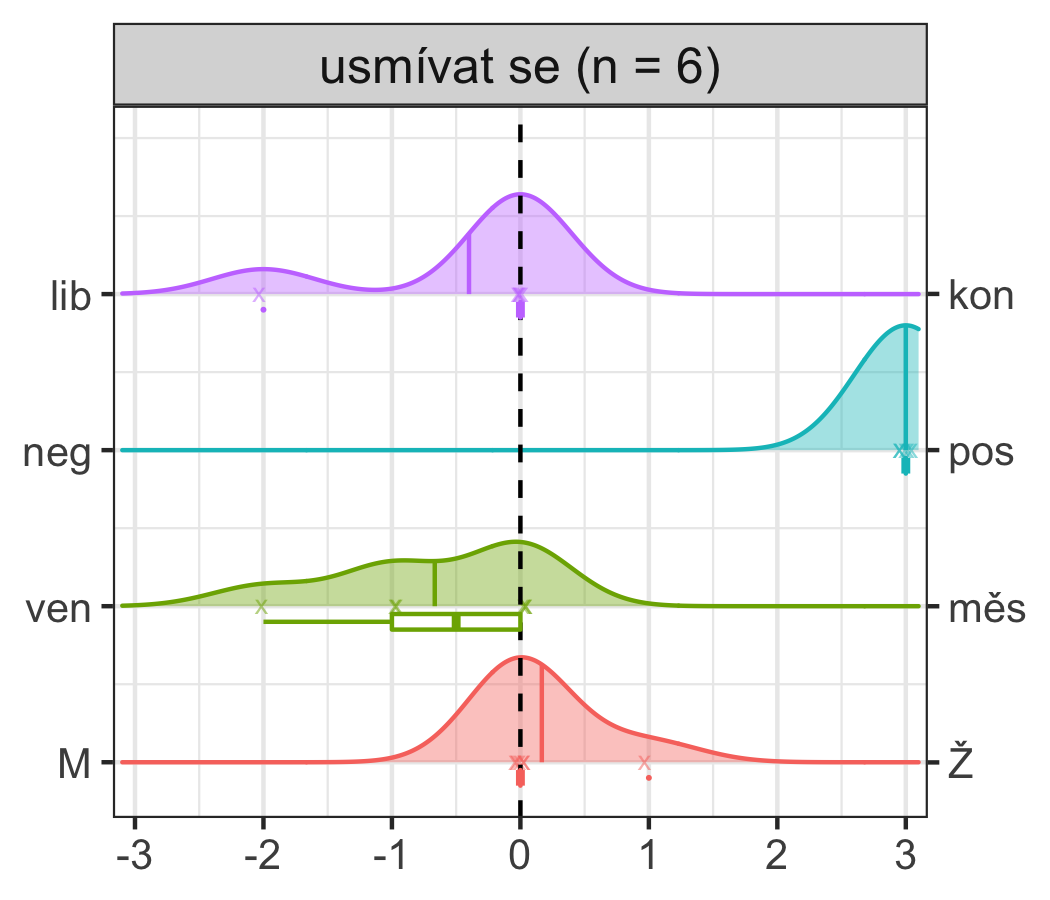 usmívat se (n = 6)
lib kon
neg pos
ven měs
M Ž
-3 -2 -1 0 1 2 3